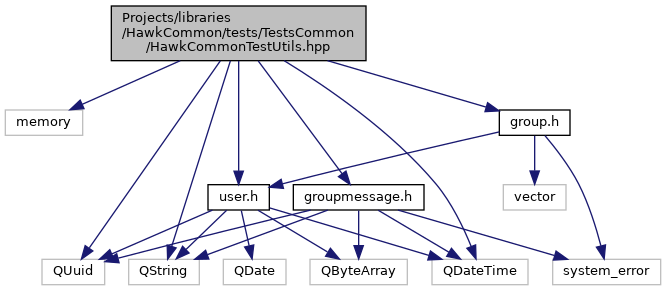 Projects/libraries
/HawkCommon/tests/TestsCommon
/HawkCommonTestUtils.hpp
memory
group.h
user.h
groupmessage.h
vector
QUuid
QString
QDate
QByteArray
QDateTime
system_error